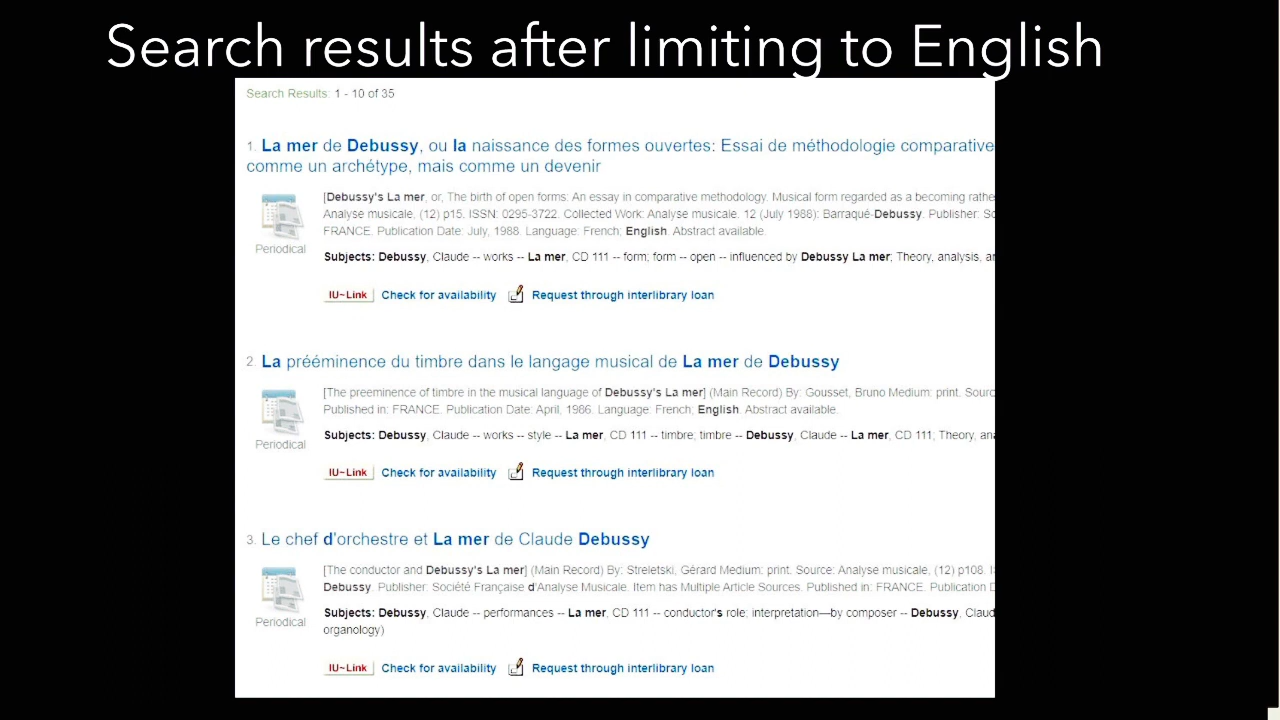 Search results after limiting to English
Search Results: 1 - 10 of 35
1. La mer de Debussy, ou la naissance des formes ouvertes: Essai de méthodologie comparative
comme un archétype, mais comme un devenir
[Debussy's La mer, or, The birth of open forms: An essay in comparative methodology. Musical form regarded as a becoming
Analyse musicale, (12) p15. ISSN: 0295-3722. Collected Work: Analyse musicale. 12 (July 1988): Barraqué-Debussy. Publisher:
FRANCE. Publication Date: July, 1988. Language: French; English. Abstract available.
Periodical
Subjects: Debussy, Claude -- works -- La mer, CD 111 -- form; form -- open -- influenced by Debussy La mer; Theory, analysis,
IU~Link Check for availability Request through interlibrary loan
2. La prééminence du timbre dans le langage musical de La mer de Debussy
[The preeminence of timbre in the musical language of Debussy's La mer] (Main Record) By: Gousset, Bruno Medium: print.
Published in: FRANCE. Publication Date: April, 1986. Language: French; English. Abstract available.
Periodical
Subjects: Debussy, Claude -- works -- style -- La mer, CD 111 -- timbre; timbre -- Debussy, Claude -- La mer, CD 111; Theory,
IU~Link Check for availability Request through interlibrary loan
3. Le chef d'orchestre et La mer de Claude Debussy
[The conductor and Debussy's La mer] (Main Record) By: Streletski, Gérard Medium: print. Source: Analyse musicale, (12) p108.
Debussy. Publisher: Société Française d'Analyse Musicale. Item has Multiple Article Sources. Published in: FRANCE. Publication
Periodical
Subjects: Debussy, Claude -- performances -- La mer, CD 111 -- conductor's role; interpretation—by composer -- Debussy,
organology)
IU~Link Check for availability Request through interlibrary loan